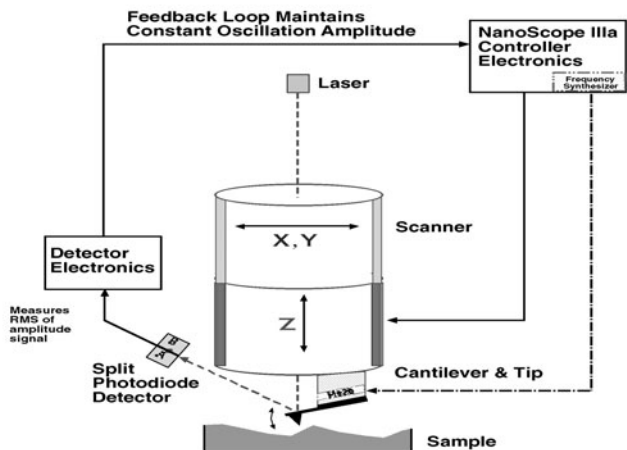 Feedback Loop Maintains
Constant Oscillation Amplitude
NanoScope IIIa
Controller
Electronics
Frequency
Synthesizer
Laser
Scanner
X,Y
Detector
Electronics
Z
Measures
RMS of
amplitude
signal
B
A
Split
Photodiode
Detector
Cantilever & Tip
Sample